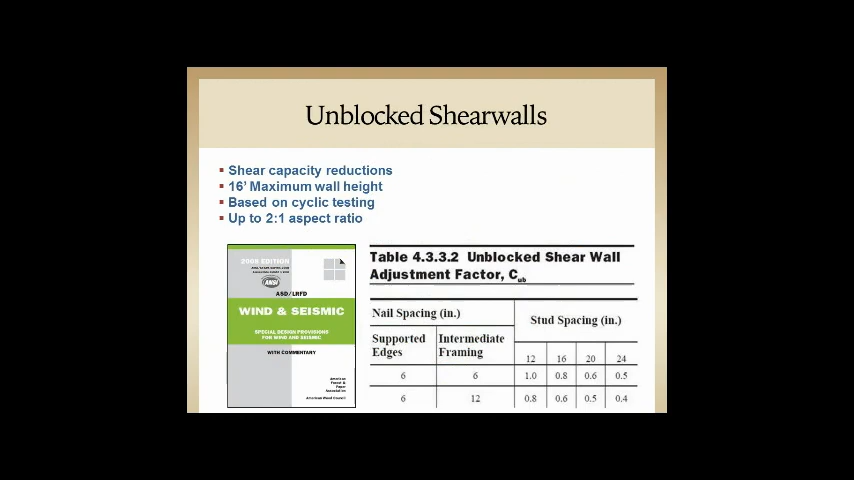 Unblocked Shearwalls
▪ Shear capacity reductions
▪ 16' Maximum wall height
▪ Based on cyclic testing
▪ Up to 2:1 aspect ratio
2008 EDITION
ANSI
ASD/LRFD
WIND & SEISMIC
SPECIAL DESIGN PROVISIONS
FOR WIND AND SEISMIC
WITH COMMENTARY
American
Forest &
Paper
Association
American Wood Council
Table 4.3.3.2 Unblocked Shear Wall
Adjustment Factor, Cub
Nail Spacing (in.) Stud Spacing (in.)
Supported Edges Intermediate Framing 12 16 20 24
6 6 1.0 0.8 0.6 0.5
6 12 0.8 0.6 0.5 0.4